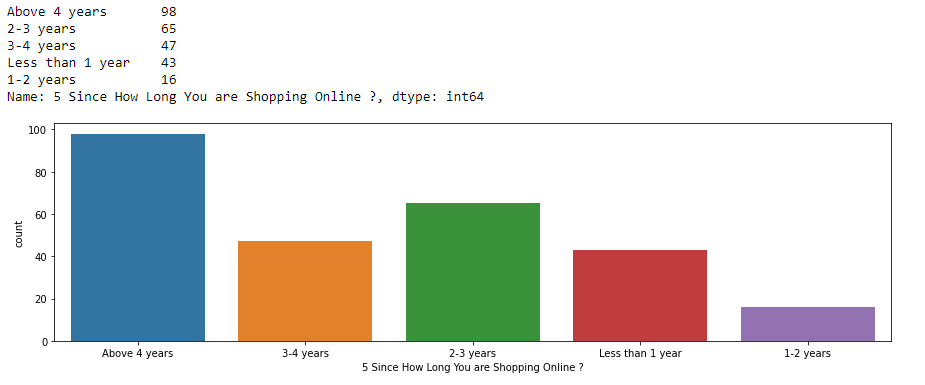 Above 4 years 98
2-3 years 65
3-4 years 47
Less than 1 year 43
1-2 years 16
Name: 5 Since How Long You are Shopping Online ?, dtype: int64
100
80
60
40
20
0
count
Above 4 years 3-4 years 2-3 years Less than 1 year 1-2 years
5 Since How Long You are Shopping Online ?